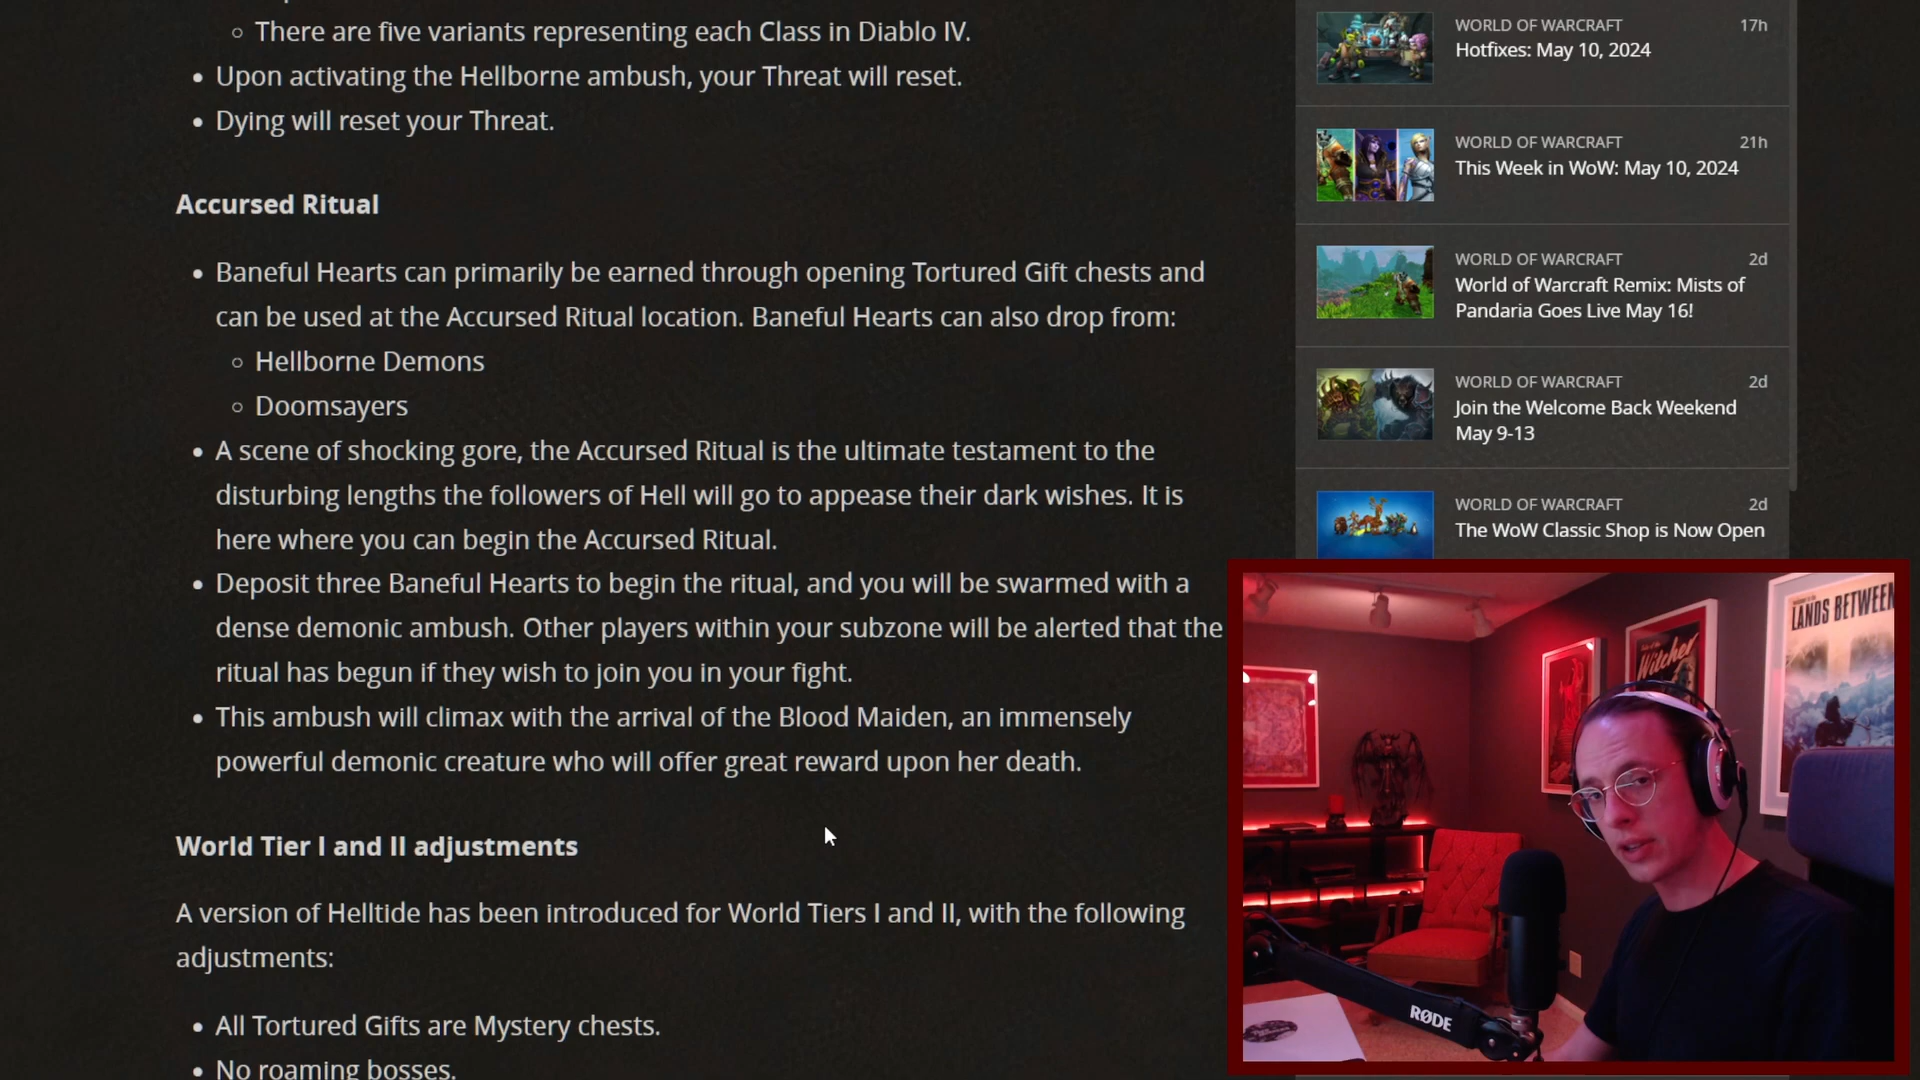 There are five variants representing each Class in Diablo IV.
Upon activating the Hellborne ambush, your Threat will reset.
Dying will reset your Threat.
Accursed Ritual
Baneful Hearts can primarily be earned through opening Tortured Gift chests and
can be used at the Accursed Ritual location. Baneful Hearts can also drop from:
Hellborne Demons
Doomsayers
A scene of shocking gore, the Accursed Ritual is the ultimate testament to the
disturbing lengths the followers of Hell will go to appease their dark wishes. It is
here where you can begin the Accursed Ritual.
Deposit three Baneful Hearts to begin the ritual, and you will be swarmed with a
dense demonic ambush. Other players within your subzone will be alerted that the
ritual has begun if they wish to join you in your fight.
This ambush will climax with the arrival of the Blood Maiden, an immensely
powerful demonic creature who will offer great reward upon her death.
World Tier I and II adjustments
A version of Helltide has been introduced for World Tiers I and II, with the following
adjustments:
All Tortured Gifts are Mystery chests.
No roaming bosses.
WORLD OF WARCRAFT 17h
Hotfixes: May 10, 2024
WORLD OF WARCRAFT 21h
This Week in WoW: May 10, 2024
WORLD OF WARCRAFT 2d
World of Warcraft Remix: Mists of
Pandaria Goes Live May 16!
WORLD OF WARCRAFT 2d
Join the Welcome Back Weekend
May 9-13
WORLD OF WARCRAFT 2d
The WoW Classic Shop is Now Open
LANDS BETWEEN
Witcher
RØDE